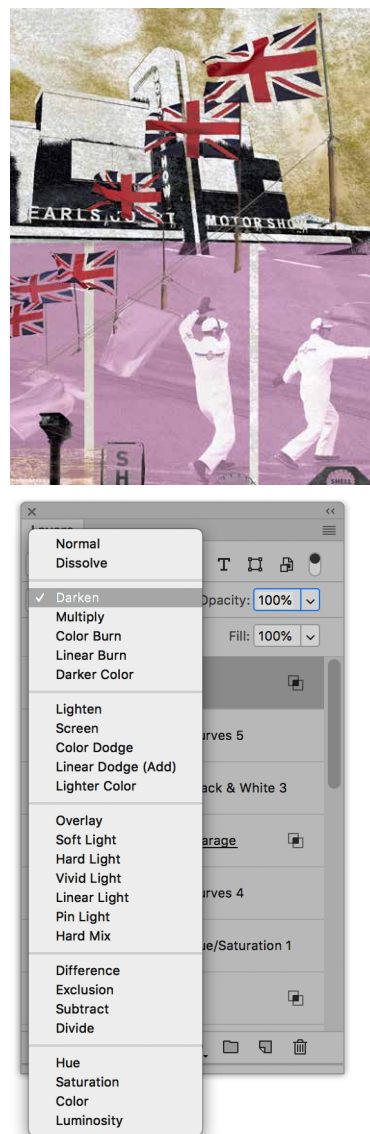 EARLS COURT MOTOR SHOW
SHELL
Normal
Dissolve
✓ Darken
Opacity: 100%
Multiply
Color Burn
Linear Burn
Fill: 100%
Darker Color
Lighten
Screen
Color Dodge
Linear Dodge (Add)
Lighter Color
Overlay
Soft Light
Hard Light
Vivid Light
Linear Light
Pin Light
Hard Mix
Difference
Exclusion
Subtract
Divide
Hue
Saturation
Color
Luminosity
urves 5
ack & White 3
arage
urves 4
ue/Saturation 1